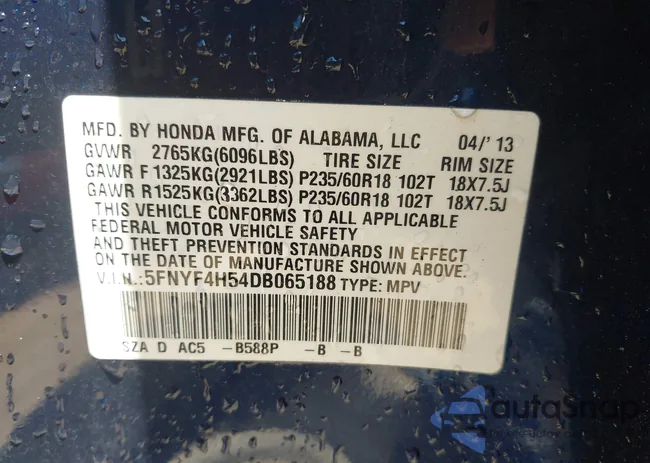 MFD. BY HONDA MFG. OF ALABAMA, LLC 04/'13
GVWR 2765KG(6096LBS) TIRE SIZE RIM SIZE
GAWR F 1325KG(2921LBS) P235/60R18 102T 18X7.5J
GAWR R1525KG(3362LBS) P235/60R18 102T 18X7.5J
THIS VEHICLE CONFORMS TO ALL APPLICABLE
FEDERAL MOTOR VEHICLE SAFETY
AND THEFT PREVENTION STANDARDS IN EFFECT
ON THE DATE OF MANUFACTURE SHOWN ABOVE.
V.I.N.:5FNYF4H54DB065188 TYPE: MPV
SZA D AC5 -B588P -B -B
autoSnap